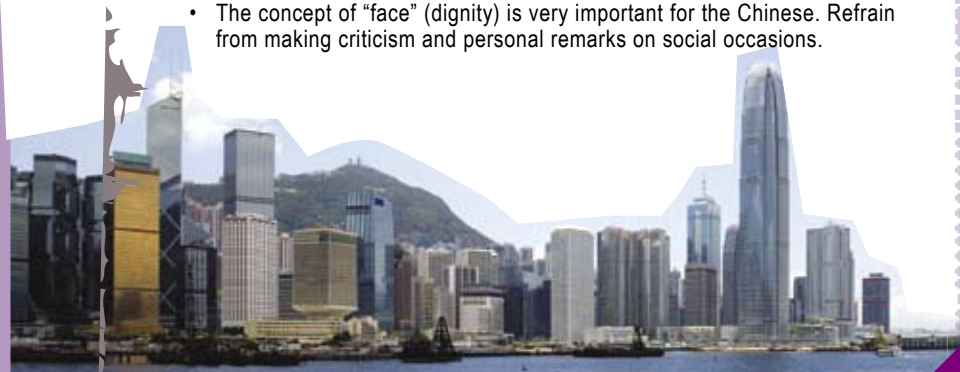 • The concept of “face” (dignity) is very important for the Chinese. Refrain
from making criticism and personal remarks on social occasions.